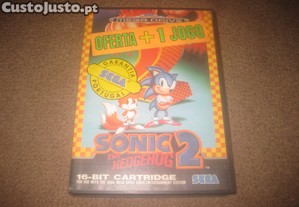 CustoJusto.pt
MEGA DRIVE
OFERTA + 1 JOGO
GARANTIA
SEGA
PORTUGAL
SONIC
THE HEDGEHOG
2
16-BIT CARTRIDGE
SEGA